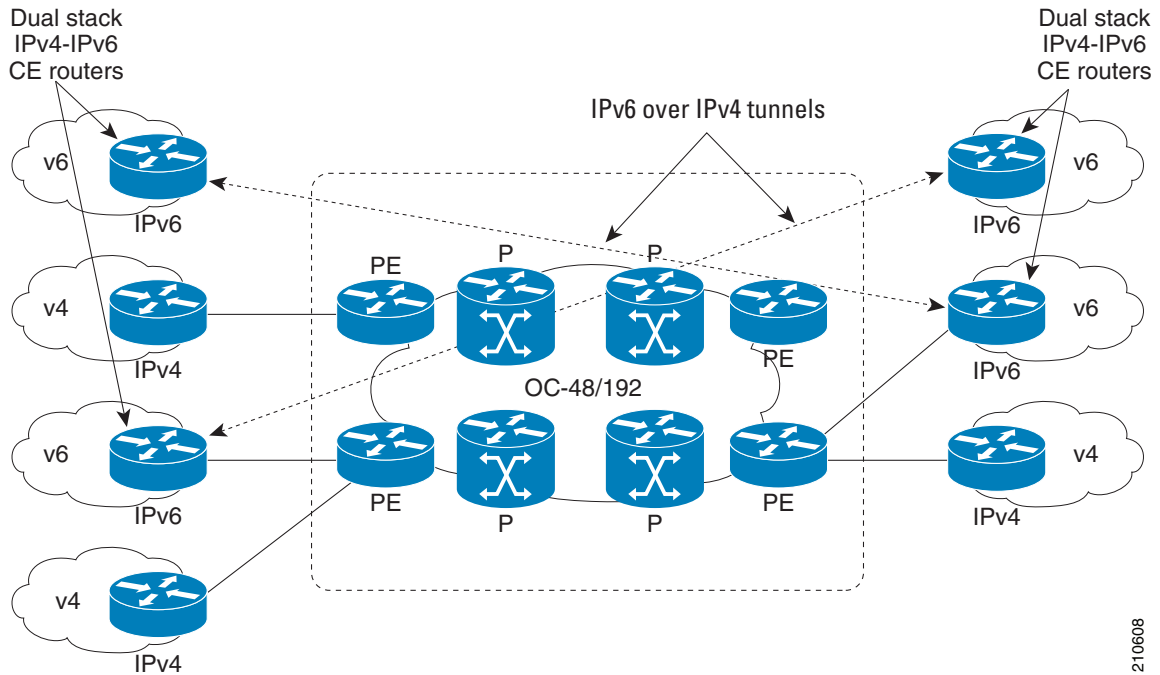 Dual stack
IPv4-IPv6
CE routers
Dual stack
IPv4-IPv6
CE routers
IPv6 over IPv4 tunnels
v6
IPv6
v6
IPv6
PE
P
P
v4
IPv4
PE
v6
IPv6
OC-48/192
v6
IPv6
PE
P
P
PE
v4
IPv4
v4
IPv4
210608